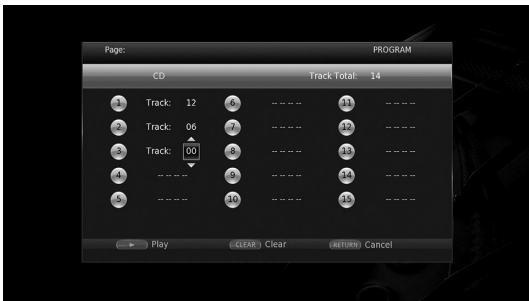 Page: PROGRAM
CD Track Total: 14
1 Track: 12 6 -- -- -- -- 11 -- -- -- --
2 Track: 06 7 -- -- -- -- 12 -- -- -- --
3 Track: 00 8 -- -- -- -- 13 -- -- -- --
4 -- -- -- -- 9 -- -- -- -- 14 -- -- -- --
5 -- -- -- -- 10 -- -- -- -- 15 -- -- -- --
Play CLEAR Clear RETURN Cancel